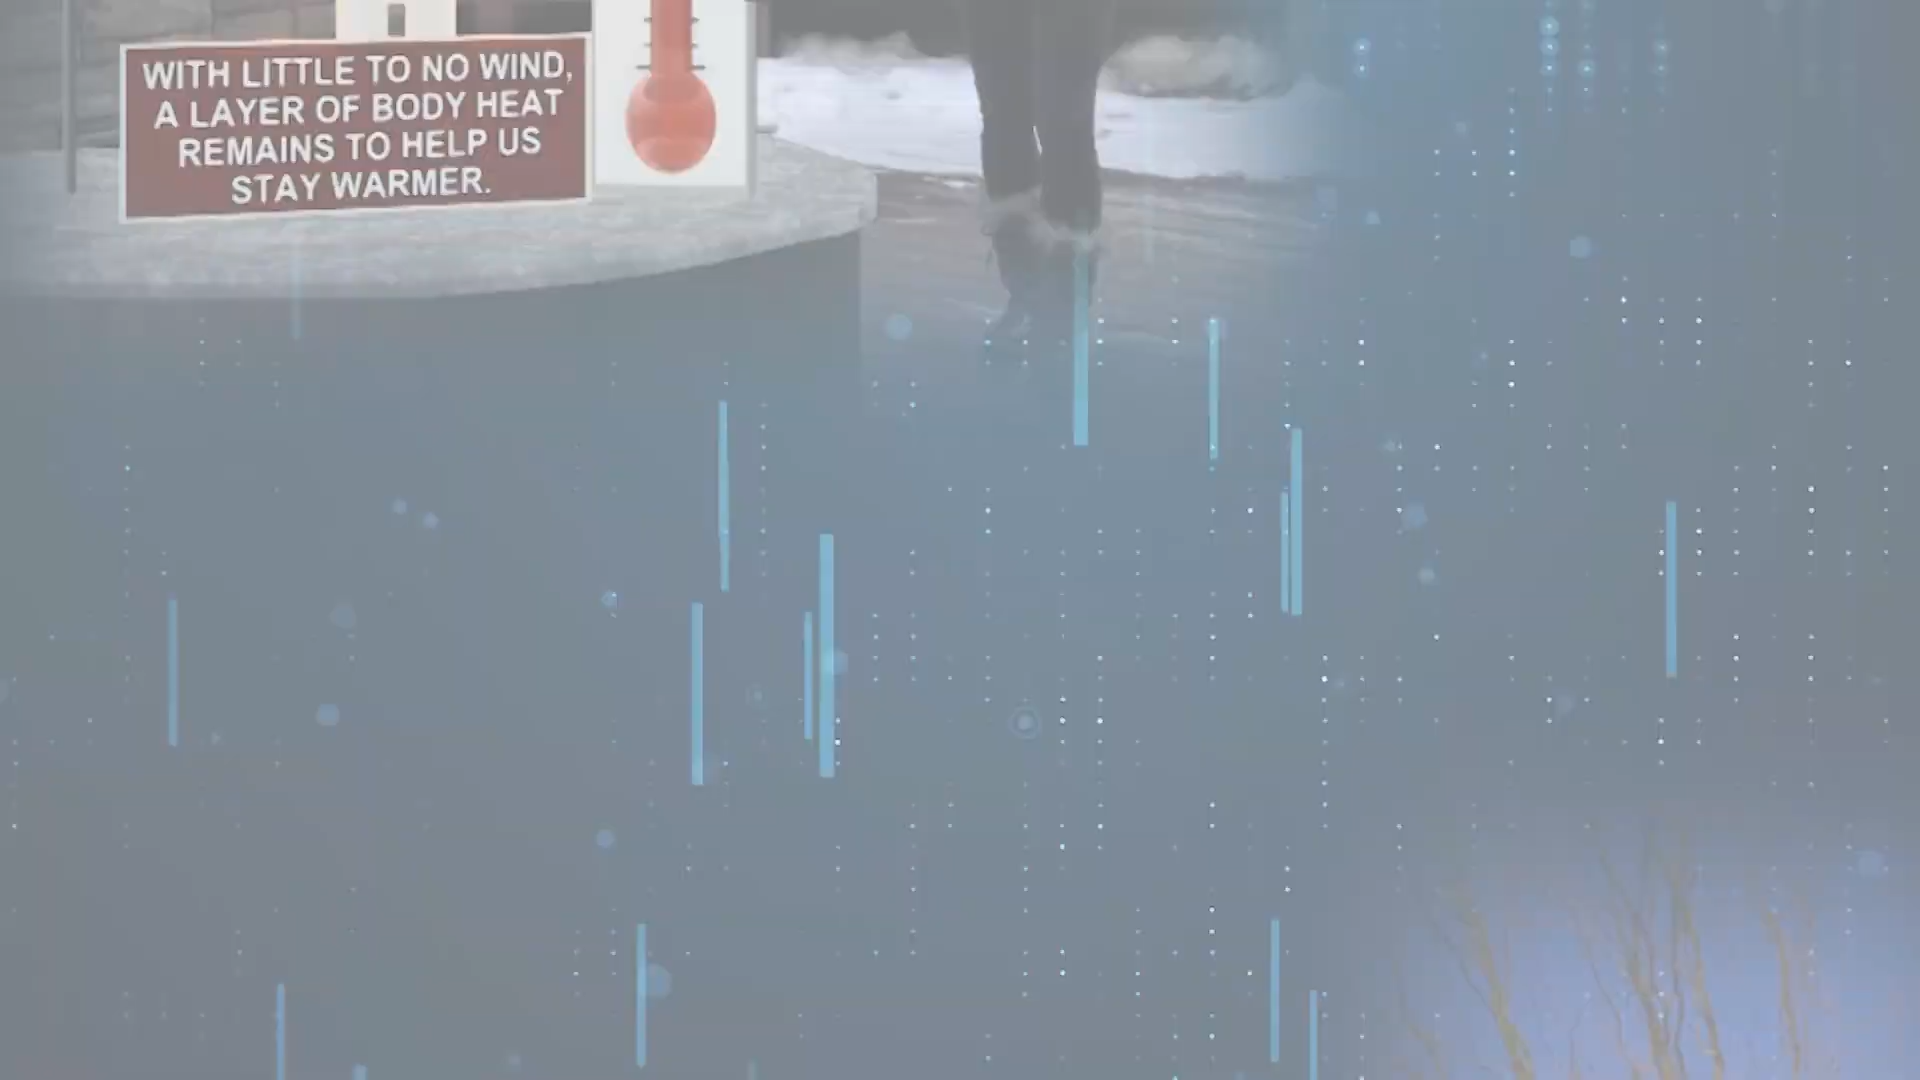 WITH LITTLE TO NO WIND,
A LAYER OF BODY HEAT
REMAINS TO HELP US
STAY WARMER.